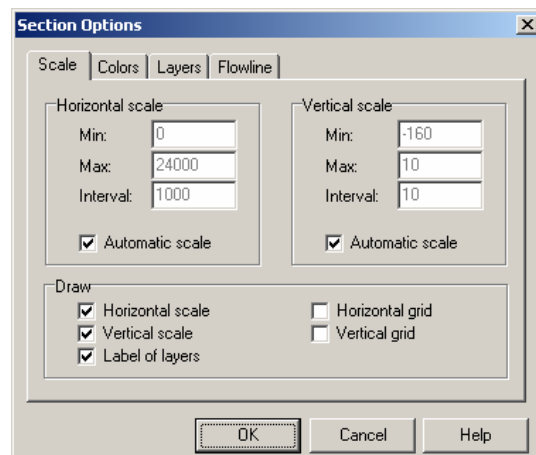 Section Options
Scale Colors Layers Flowline
Horizontal scale
Min: 0
Max: 24000
Interval: 1000
Automatic scale
Vertical scale
Min: -160
Max: 10
Interval: 10
Automatic scale
Draw
Horizontal scale
Vertical scale
Label of layers
Horizontal grid
Vertical grid
OK Cancel Help